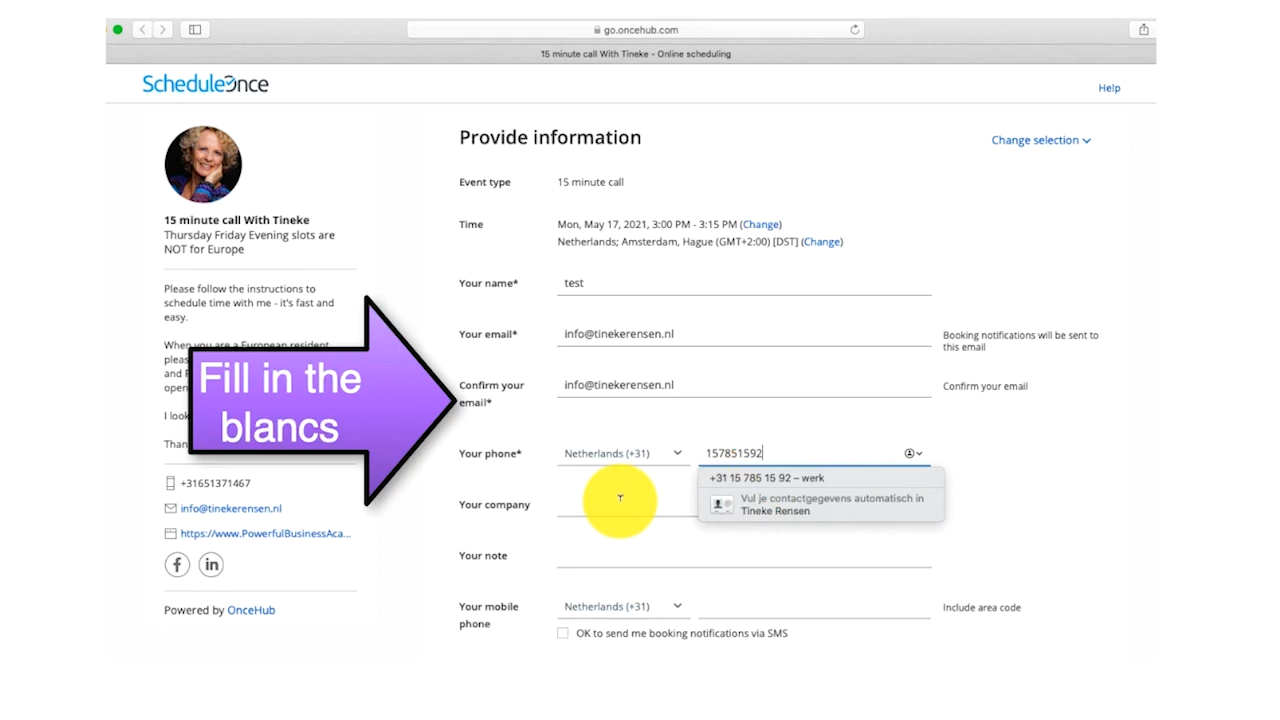 go.oncehub.com
15 minute call With Tineke - Online scheduling
ScheduleOnce
Help
15 minute call With Tineke
Thursday Friday Evening slots are
NOT for Europe
Please follow the instructions to
schedule time with me - it's fast and
easy.
When you are a European resident
pleas
and
open
I look
Than
+31651371467
info@tinekerensen.nl
https://www.PowerfulBusinessAca...
Powered by OnceHub
Fill in the
blancs
Provide information
Change selection
Event type
15 minute call
Time
Mon, May 17, 2021, 3:00 PM - 3:15 PM (Change)
Netherlands; Amsterdam, Hague (GMT+2:00) [DST] (Change)
Your name*
test
Your email*
info@tinekerensen.nl
Booking notifications will be sent to
this email
Confirm your
email*
info@tinekerensen.nl
Confirm your email
Your phone*
Netherlands (+31)
157851592
+31 15 785 15 92 – werk
Vul je contactgegevens automatisch in
Tineke Rensen
Your company
Your note
Your mobile
phone
Netherlands (+31)
Include area code
OK to send me booking notifications via SMS